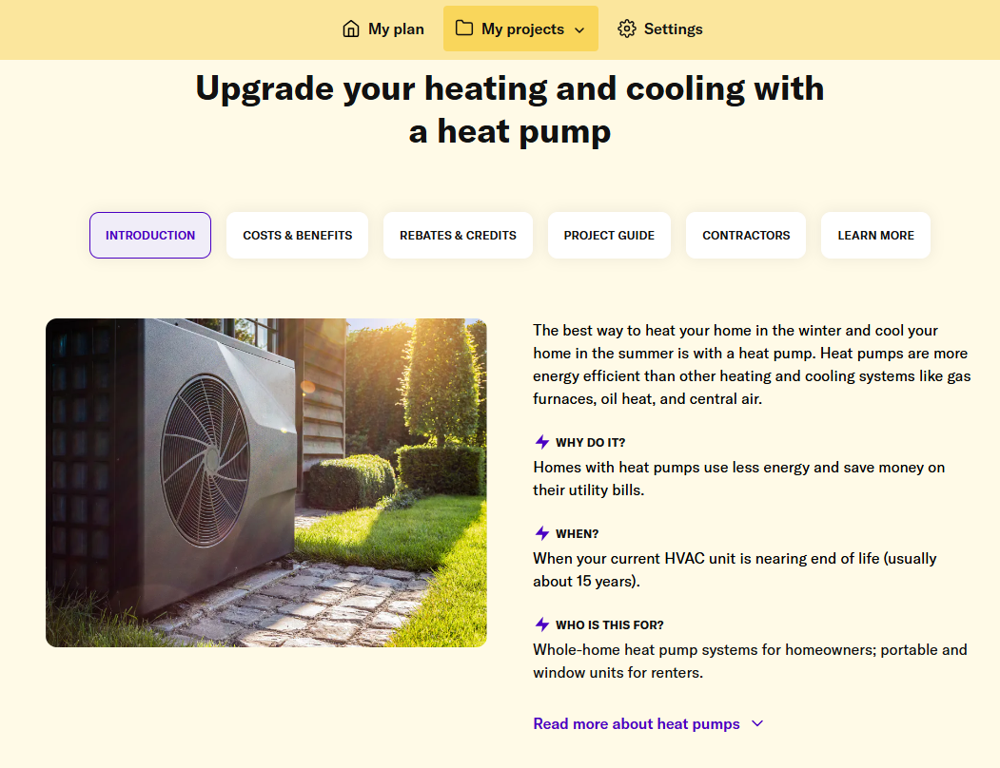 My plan
My projects
Settings
Upgrade your heating and cooling with
a heat pump
INTRODUCTION
COSTS & BENEFITS
REBATES & CREDITS
PROJECT GUIDE
CONTRACTORS
LEARN MORE
The best way to heat your home in the winter and cool your
home in the summer is with a heat pump. Heat pumps are more
energy efficient than other heating and cooling systems like gas
furnaces, oil heat, and central air.
WHY DO IT?
Homes with heat pumps use less energy and save money on
their utility bills.
WHEN?
When your current HVAC unit is nearing end of life (usually
about 15 years).
WHO IS THIS FOR?
Whole-home heat pump systems for homeowners; portable and
window units for renters.
Read more about heat pumps